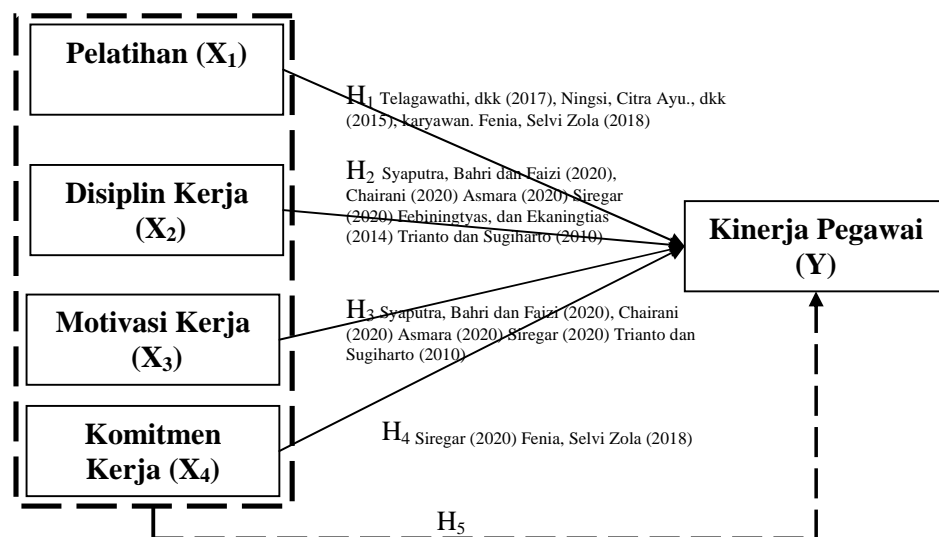 Pelatihan (X₁)
H₁ Telagawathi, dkk (2017), Ningsi, Citra Ayu., dkk
(2015), karyawan. Fenia, Selvi Zola (2018)
Disiplin Kerja
(X₂)
H₂ Syaputra, Bahri dan Faizi (2020),
Chairani (2020) Asmara (2020) Siregar
(2020) Febiningtyas, dan Ekaningtias
(2014) Trianto dan Sugiharto (2010)
Kinerja Pegawai
(Y)
Motivasi Kerja
(X₃)
H₃ Syaputra, Bahri dan Faizi (2020), Chairani
(2020) Asmara (2020) Siregar (2020) Trianto dan
Sugiharto (2010)
Komitmen
Kerja (X₄)
H₄ Siregar (2020) Fenia, Selvi Zola (2018)
H₅